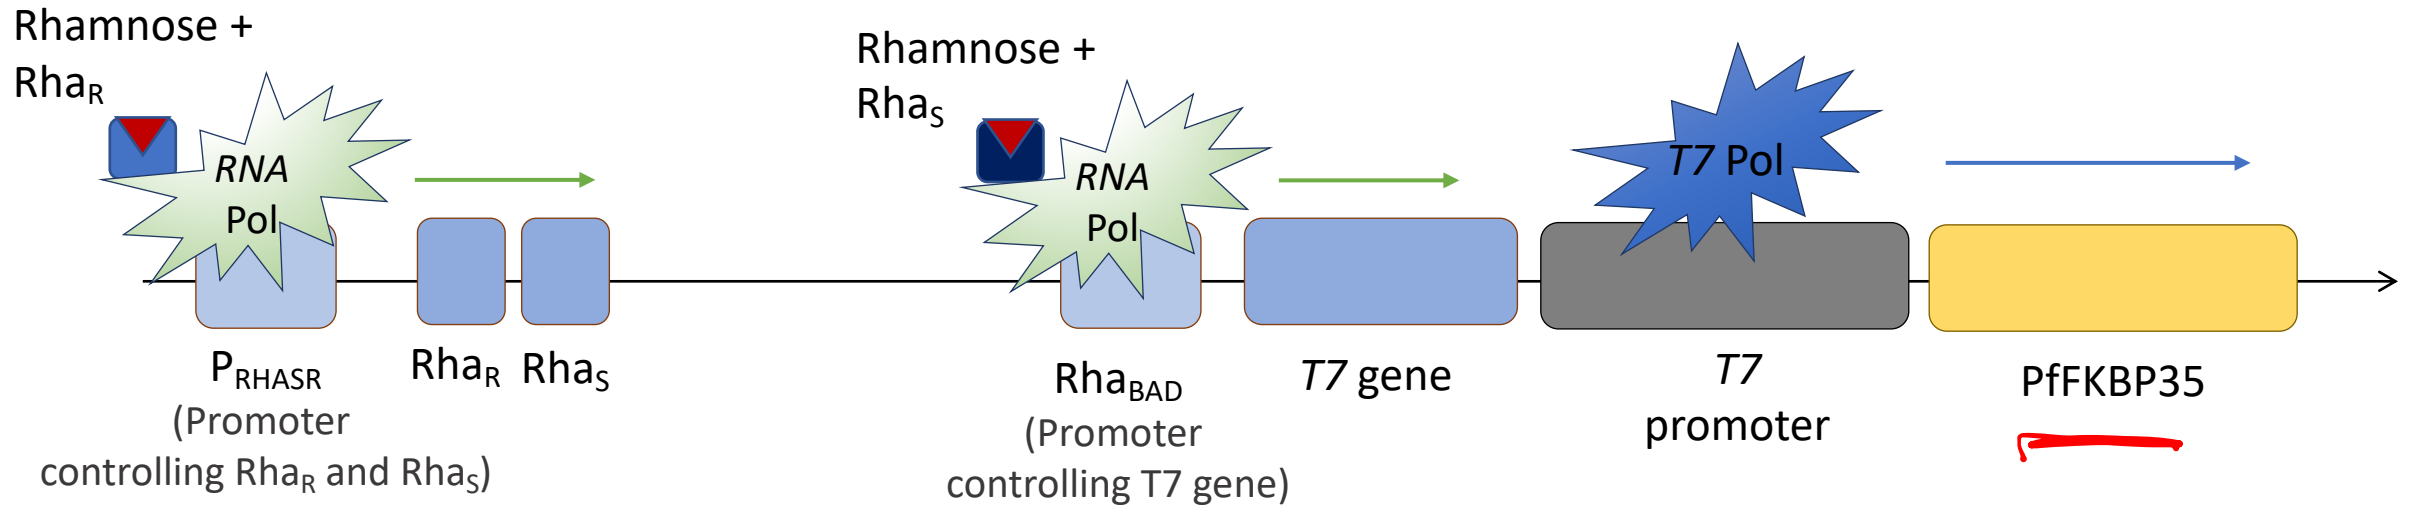 Rhamnose +
RhaR
RNA
Pol
PRHASR
(Promoter
controlling RhaR and RhaS)
RhaR
RhaS
Rhamnose +
RhaS
RNA
Pol
RhaBAD
(Promoter
controlling T7 gene)
T7 gene
T7 Pol
T7
promoter
PfFKBP35